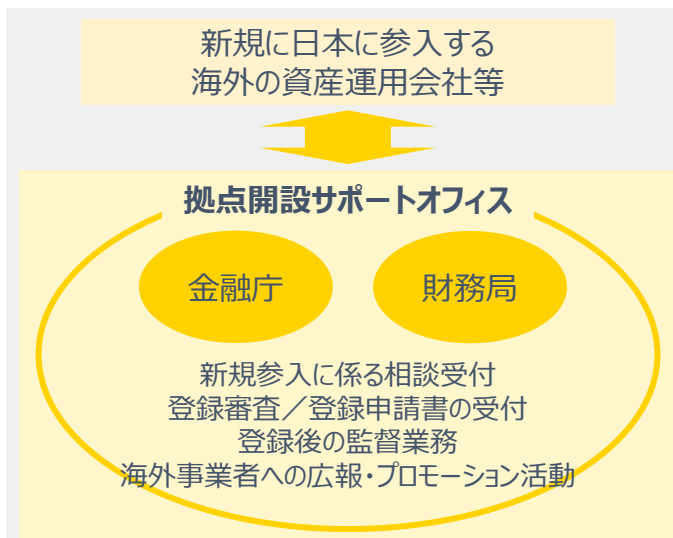 新規に日本に参入する
海外の資産運用会社等
拠点開設サポートオフィス
金融庁
財務局
新規参入に係る相談受付
登録審査／登録申請書の受付
登録後の監督業務
海外事業者への広報・プロモーション活動